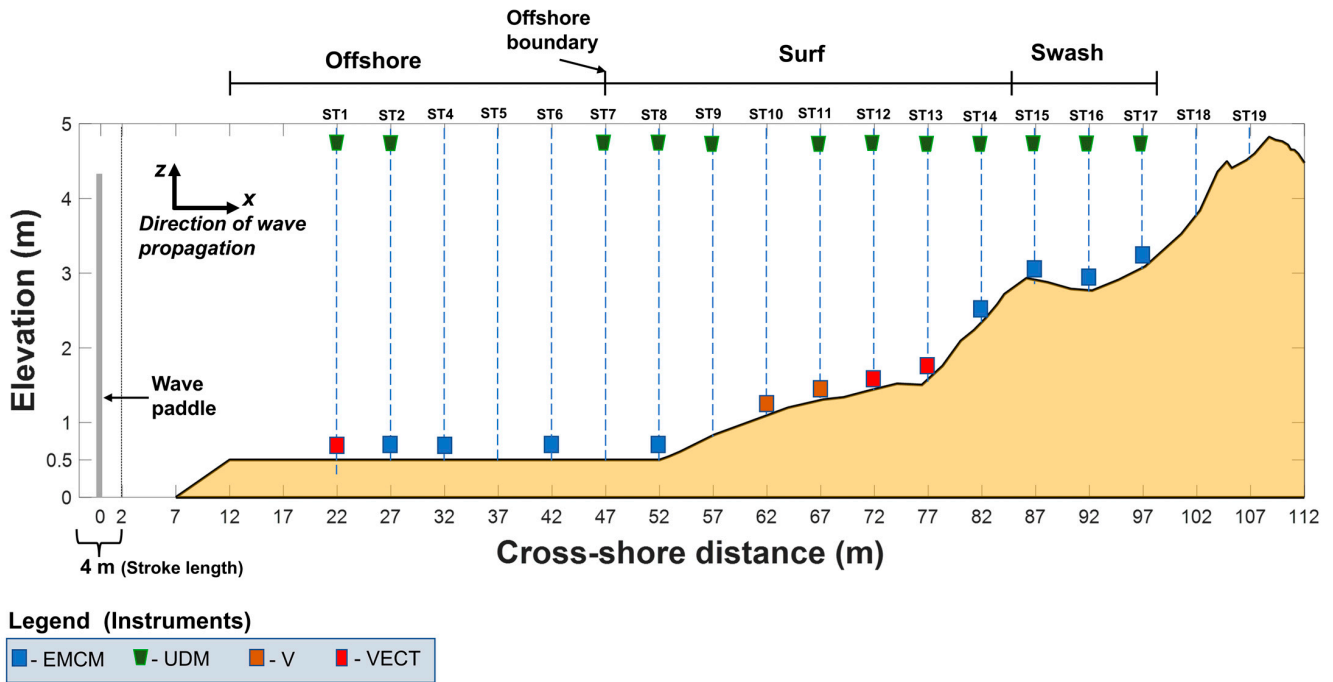 Offshore
boundary
Offshore
Surf
Swash
ST1 ST2 ST4 ST5 ST6 ST7 ST8 ST9 ST10 ST11 ST12 ST13 ST14 ST15 ST16 ST17 ST18 ST19
5
4
3
2
1
0.5
0
Elevation (m)
z
x
Direction of wave
propagation
Wave
paddle
0 2 7 12 17 22 27 32 37 42 47 52 57 62 67 72 77 82 87 92 97 102 107 112
Cross-shore distance (m)
4 m (Stroke length)
Legend (Instruments)
- EMCM - UDM - V - VECT